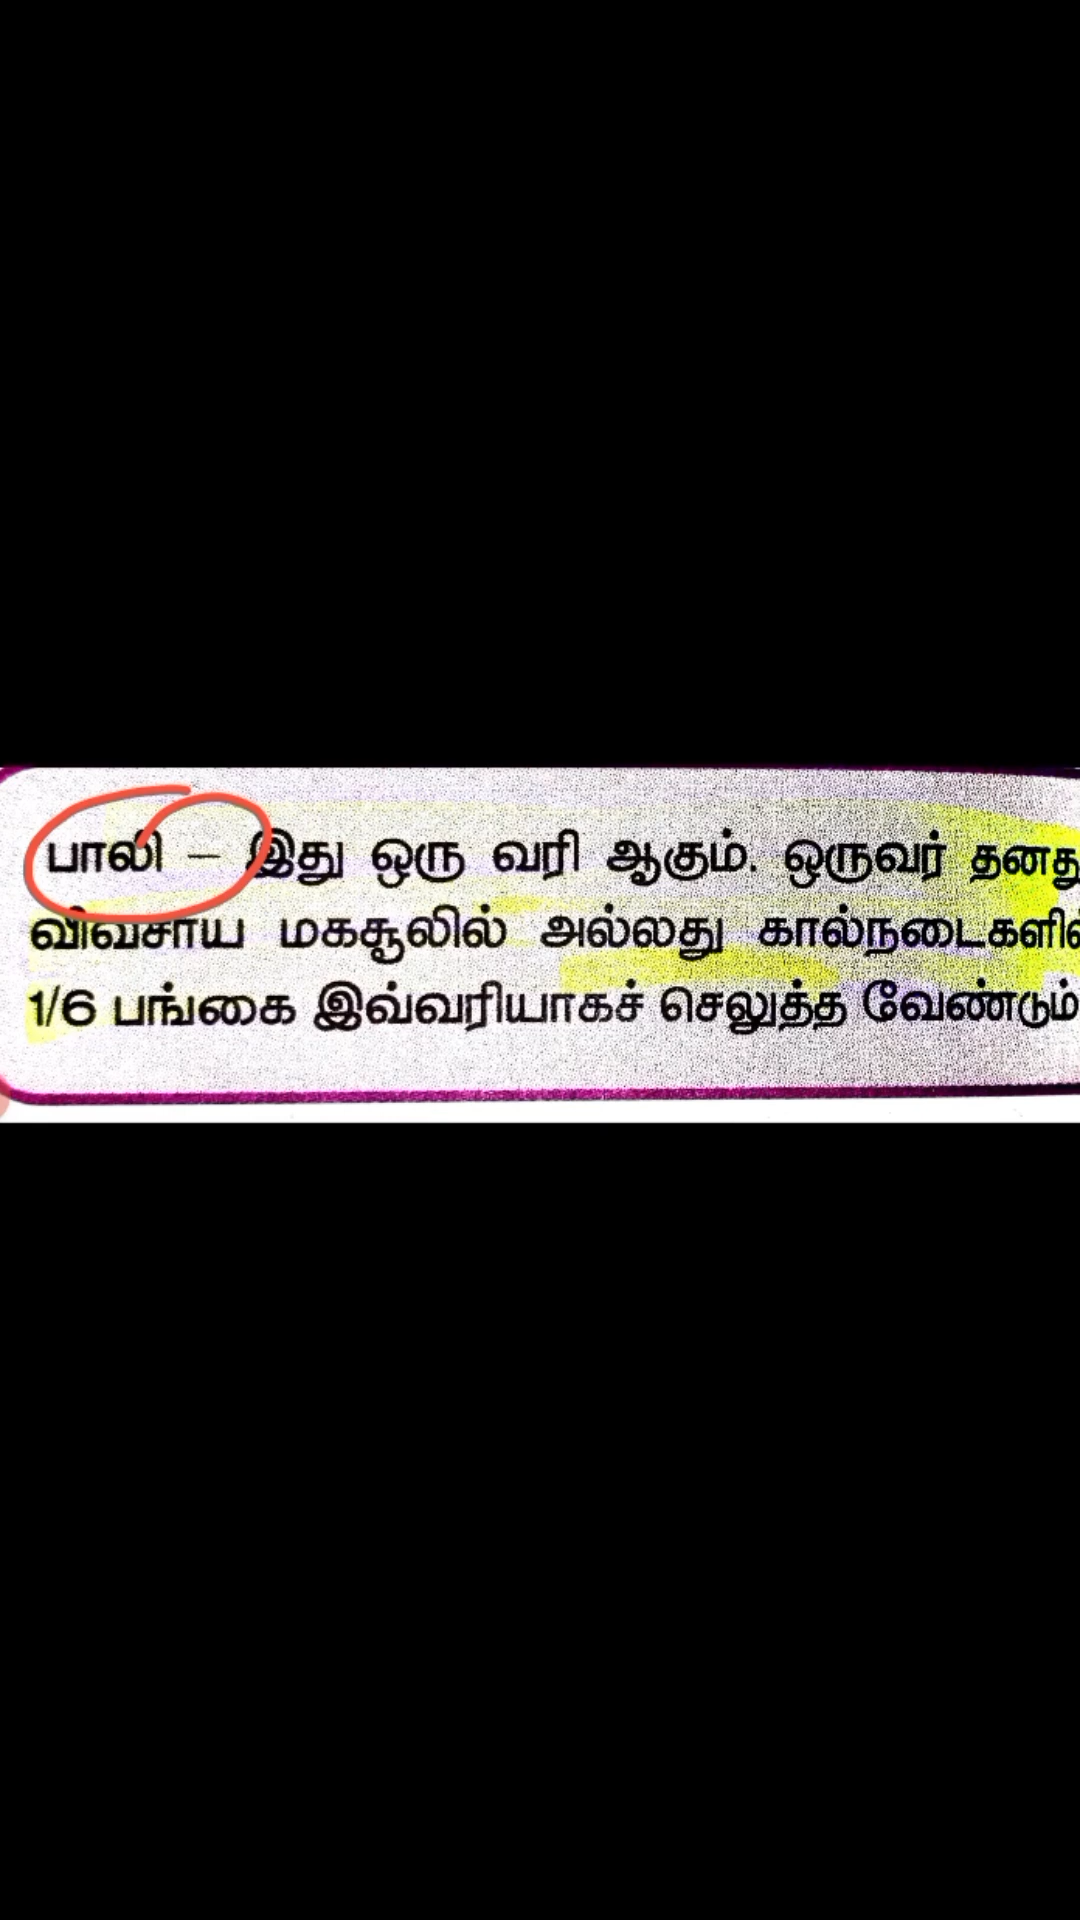 பாலி – இது ஒரு வரி ஆகும். ஒருவர் தனது
விவசாய மகசூலில் அல்லது கால்நடைகளில்
1/6 பங்கை இவ்வரியாகச் செலுத்த வேண்டும்